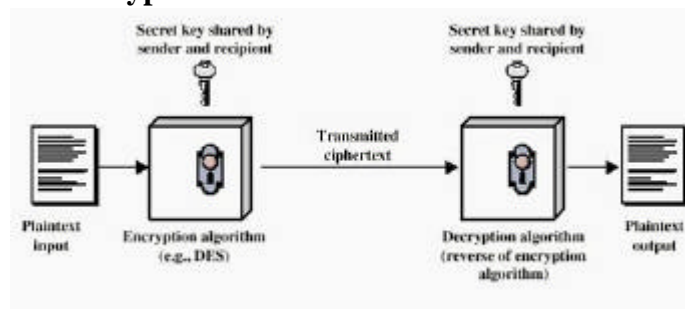 Secret key shared by
sender and recipient
Secret key shared by
sender and recipient
Transmitted
ciphertext
Plaintext
input
Encryption algorithm
(e.g., DES)
Decryption algorithm
(reverse of encryption
algorithm)
Plaintext
output